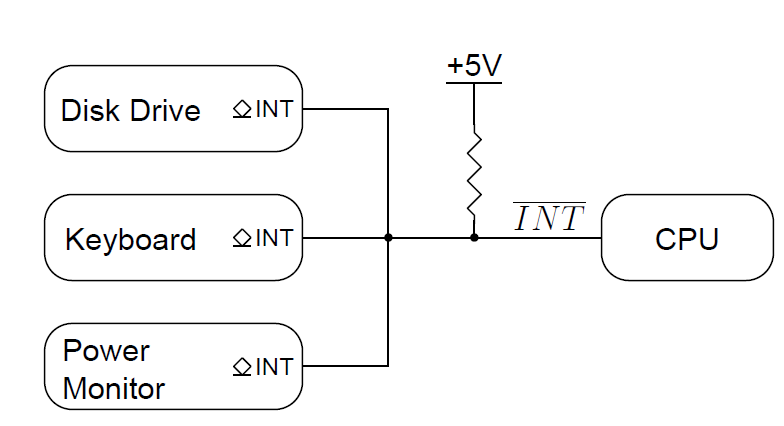 +5V
Disk Drive
INT
Keyboard
INT
INT
CPU
Power
Monitor
INT